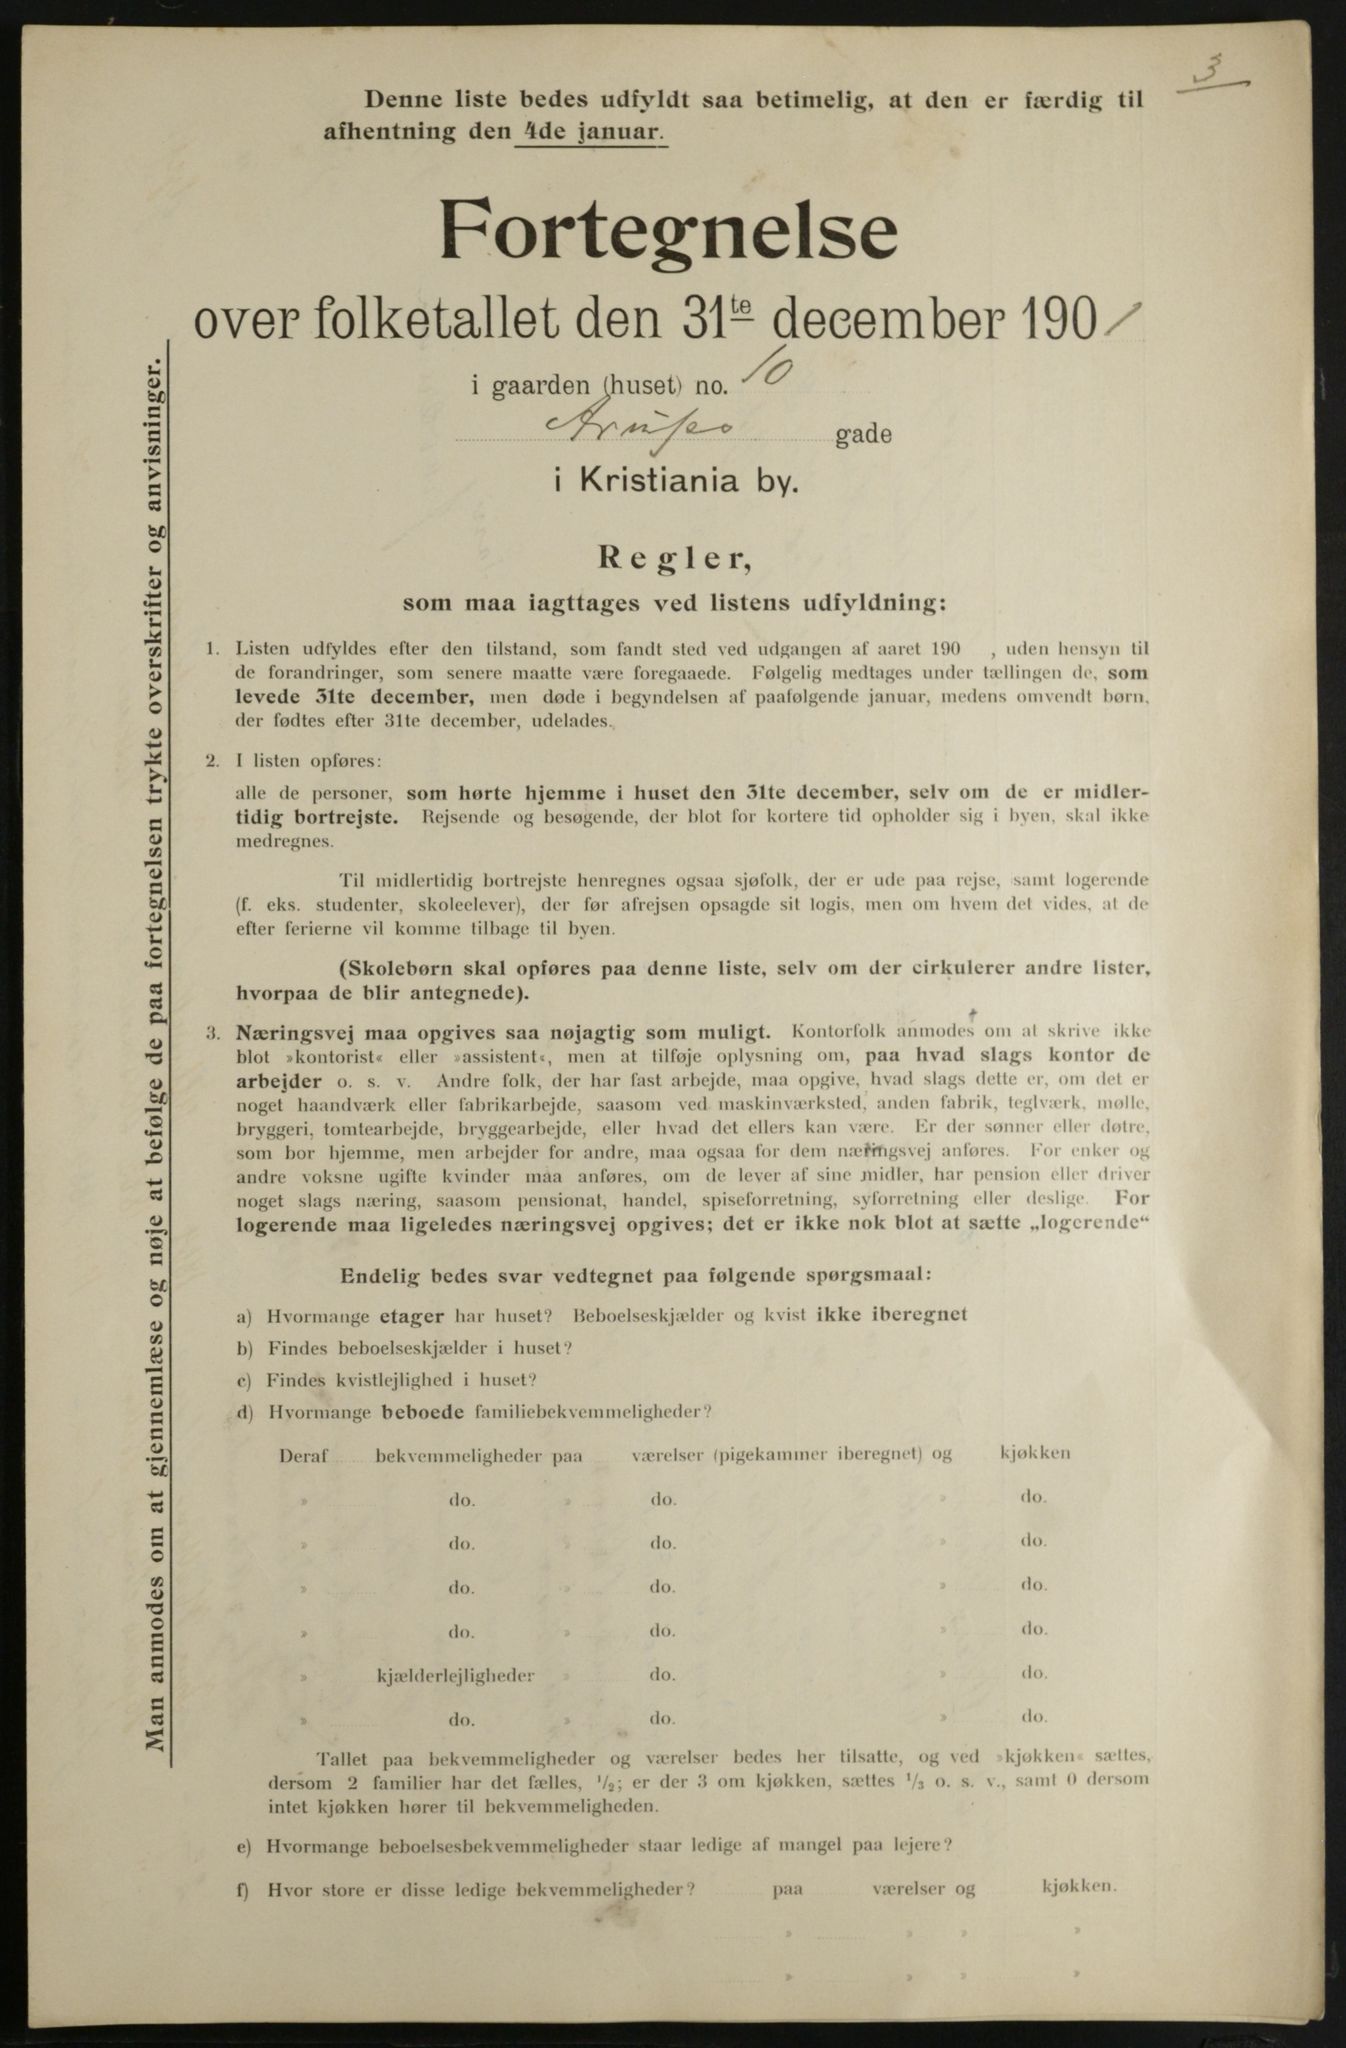 3
Denne liste bedes udfyldt saa betimelig, at den er færdig til
afhentning den 4de januar.
Fortegnelse
over folketallet den 31te december 1901
i gaarden (huset) no. 10
Arups gade
i Kristiania by.
Regler,
som maa iagttages ved listens udfyldning:
1. Listen udfyldes efter den tilstand, som fandt sted ved udgangen af aaret 190 , uden hensyn til
de forandringer, som senere maatte være foregaaede. Følgelig medtages under tællingen de, som
levede 31te december, men døde i begyndelsen af paafølgende januar, medens omvendt børn,
der fødtes efter 31te december, udelades.
2. I listen opføres:
alle de personer, som hørte hjemme i huset den 31te december, selv om de er midler-
tidig bortrejste. Rejsende og besøgende, der blot for kortere tid opholder sig i byen, skal ikke
medregnes.
Til midlertidig bortrejste henregnes ogsaa sjøfolk, der er ude paa rejse, samt logerende
(f. eks. studenter, skoleelever), der før afrejsen opsagde sit logis, men om hvem det vides, at de
efter ferierne vil komme tilbage til byen.
(Skolebørn skal opføres paa denne liste, selv om der cirkulerer andre lister,
hvorpaa de blir antegnede).
3. Næringsvej maa opgives saa nøjagtig som muligt. Kontorfolk anmodes om at skrive ikke
blot »kontorist« eller »assistent«, men at tilføje oplysning om, paa hvad slags kontor de
arbejder o. s. v. Andre folk, der har fast arbejde, maa opgive, hvad slags dette er, om det er
noget haandværk eller fabrikarbejde, saasom ved maskinværksted, anden fabrik, teglværk, mølle,
bryggeri, tomtearbejde, bryggearbejde, eller hvad det ellers kan være. Er der sønner eller døtre,
som bor hjemme, men arbejder for andre, maa ogsaa for dem næringsvej anføres. For enker og
andre voksne ugifte kvinder maa anføres, om de lever af sine midler, har pension eller driver
noget slags næring, saasom pensionat, handel, spiseforretning, syforretning eller deslige. For
logerende maa ligeledes næringsvej opgives; det er ikke nok blot at sætte „logerende“
Endelig bedes svar vedtegnet paa følgende spørgsmaal:
a) Hvormange etager har huset? Beboelseskjælder og kvist ikke iberegnet
b) Findes beboelseskjælder i huset?
c) Findes kvistlejlighed i huset?
d) Hvormange beboede familiebekvemmeligheder?
Deraf bekvemmeligheder paa værelser (pigekammer iberegnet) og kjøkken
» do. » do. » do.
» do. » do. » do.
» do. » do. » do.
» do. » do. » do.
» kjælderlejligheder » do. » do.
» do. » do. » do.
Tallet paa bekvemmeligheder og værelser bedes her tilsatte, og ved »kjøkken« sættes,
dersom 2 familier har det fælles, 1/2; er der 3 om kjøkken, sættes 1/3 o. s. v., samt 0 dersom
intet kjøkken hører til bekvemmeligheden.
e) Hvormange beboelsesbekvemmeligheder staar ledige af mangel paa lejere?
f) Hvor store er disse ledige bekvemmeligheder? paa værelser og kjøkken.
» » » »
» » » »
Man anmodes om at gjennemlæse og nøje at befølge de paa fortegnelsen trykte overskrifter og anvisninger.